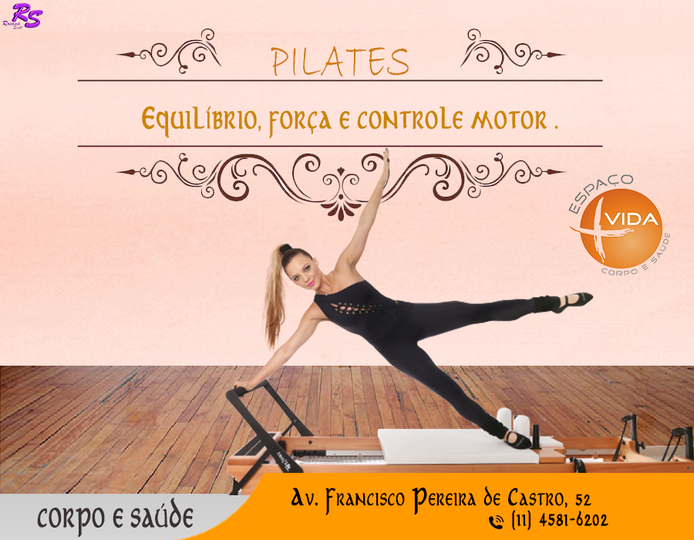 RS
PILATES
Equilíbrio, força e controle motor .
ESPAÇO
+VIDA
CORPO E SAÚDE
corpo e saúde
Av. Francisco Pereira de Castro, 52
(11) 4581-6202